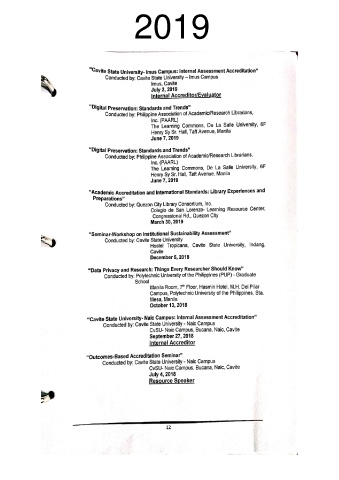 2019
"Cavite State University- Imus Campus: Internal Assessment Accreditation"
Conducted by: Cavite State University – Imus Campus
Imus, Cavite
July 2, 2019
Internal Accreditor/Evaluator
"Digital Preservation: Standards and Trends"
Conducted by: Philippine Association of Academic/Research Librarians,
Inc. (PAARL)
The Learning Commons, De La Salle University, 6F
Henry Sy Sr. Hall, Taft Avenue, Manila
June 7, 2019
"Digital Preservation: Standards and Trends"
Conducted by: Philippine Association of Academic/Research Librarians,
Inc. (PAARL)
The Learning Commons, De La Salle University, 6F
Henry Sy Sr. Hall, Taft Avenue, Manila
June 7, 2019
"Academic Accreditation and International Standards: Library Experiences and
Preparations"
Conducted by: Quezon City Library Consortium, Inc.
Colegio de San Lorenzo- Learning Resource Center,
Congressional Rd., Quezon City
March 30, 2019
"Seminar-Workshop on Institutional Sustainability Assessment"
Conducted by: Cavite State University
Hostel Tropicana, Cavite State University, Indang,
Cavite
December 6, 2018
"Data Privacy and Research: Things Every Researcher Should Know"
Conducted by: Polytechnic University of the Philippines (PUP) - Graduate
School
Manila Room, 7th Floor, Hasmin Hotel, N.H. Del Pilar
Campus, Polytechnic University of the Philippines, Sta.
Mesa, Manila
October 13, 2018
"Cavite State University- Naic Campus: Internal Assessment Accreditation"
Conducted by: Cavite State University - Naic Campus
CvSU- Naic Campus, Bucana, Naic, Cavite
September 27, 2018
Internal Accreditor
"Outcomes-Based Accreditation Seminar"
Conducted by: Cavite State University - Naic Campus
CvSU- Naic Campus, Bucana, Naic, Cavite
July 4, 2018
Resource Speaker
12